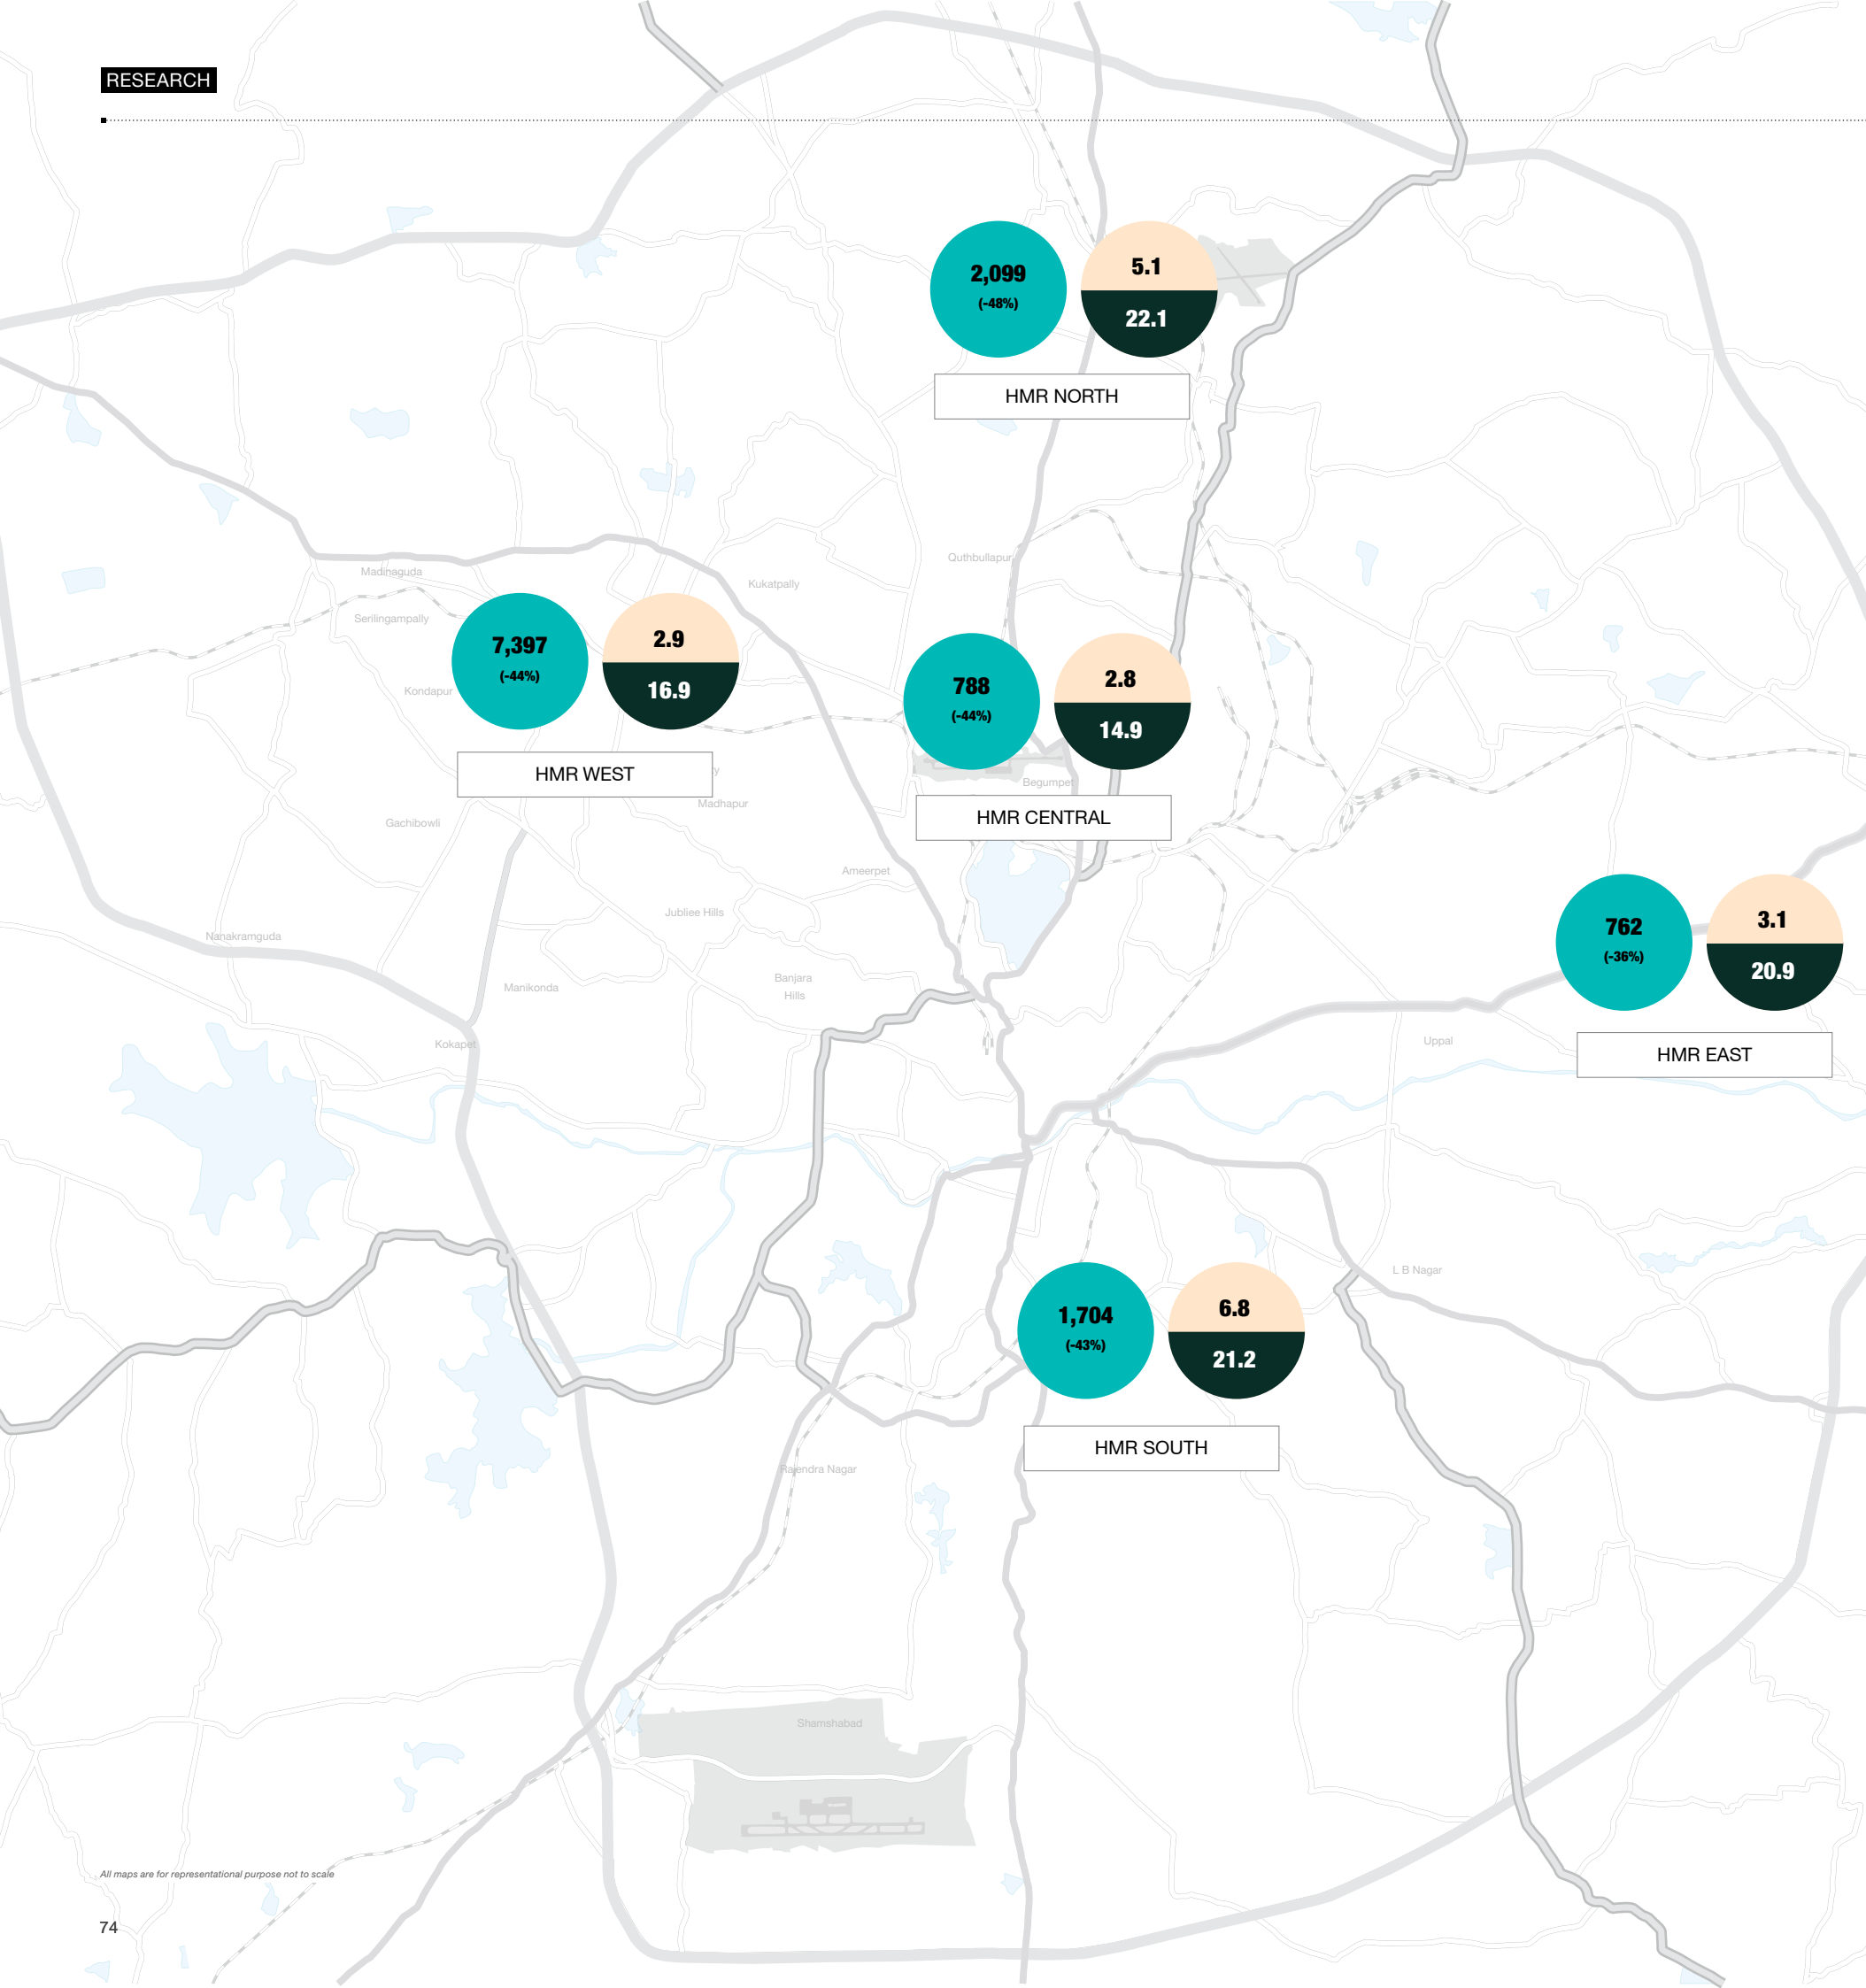 RESEARCH
2,099
(-48%)
5.1
22.1
HMR NORTH
Quthbullapur
Madinaguda
Kukatpally
Serilingampally
7,397
(-44%)
2.9
16.9
Kondapur
788
(-44%)
2.8
14.9
HMR WEST
Begumpet
Madhapur
HMR CENTRAL
Gachibowli
Ameerpet
Jubliee Hills
762
(-36%)
3.1
20.9
Nanakramguda
Banjara
Hills
Manikonda
Kokapet
Uppal
HMR EAST
L B Nagar
1,704
(-43%)
6.8
21.2
HMR SOUTH
Rajendra Nagar
Shamshabad
All maps are for representational purpose not to scale
74